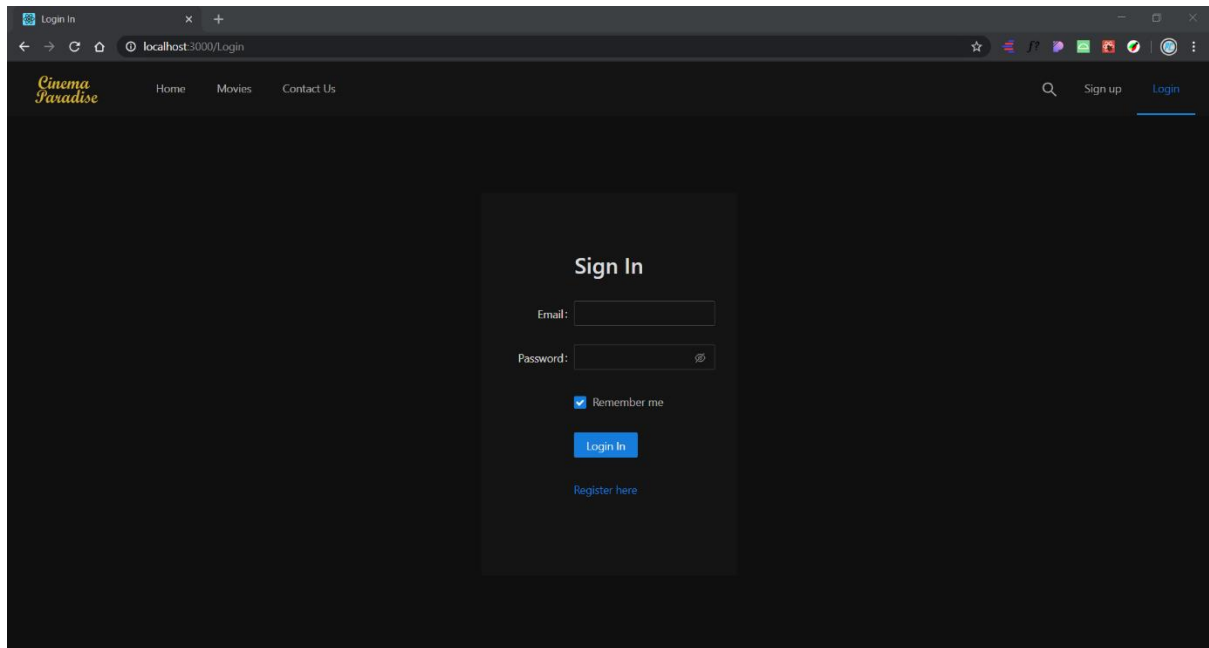 Login In
localhost:3000/Login
f?
Cinema
Paradise
Home Movies Contact Us Sign up Login
Sign In
Email:
Password:
Remember me
Login In
Register here